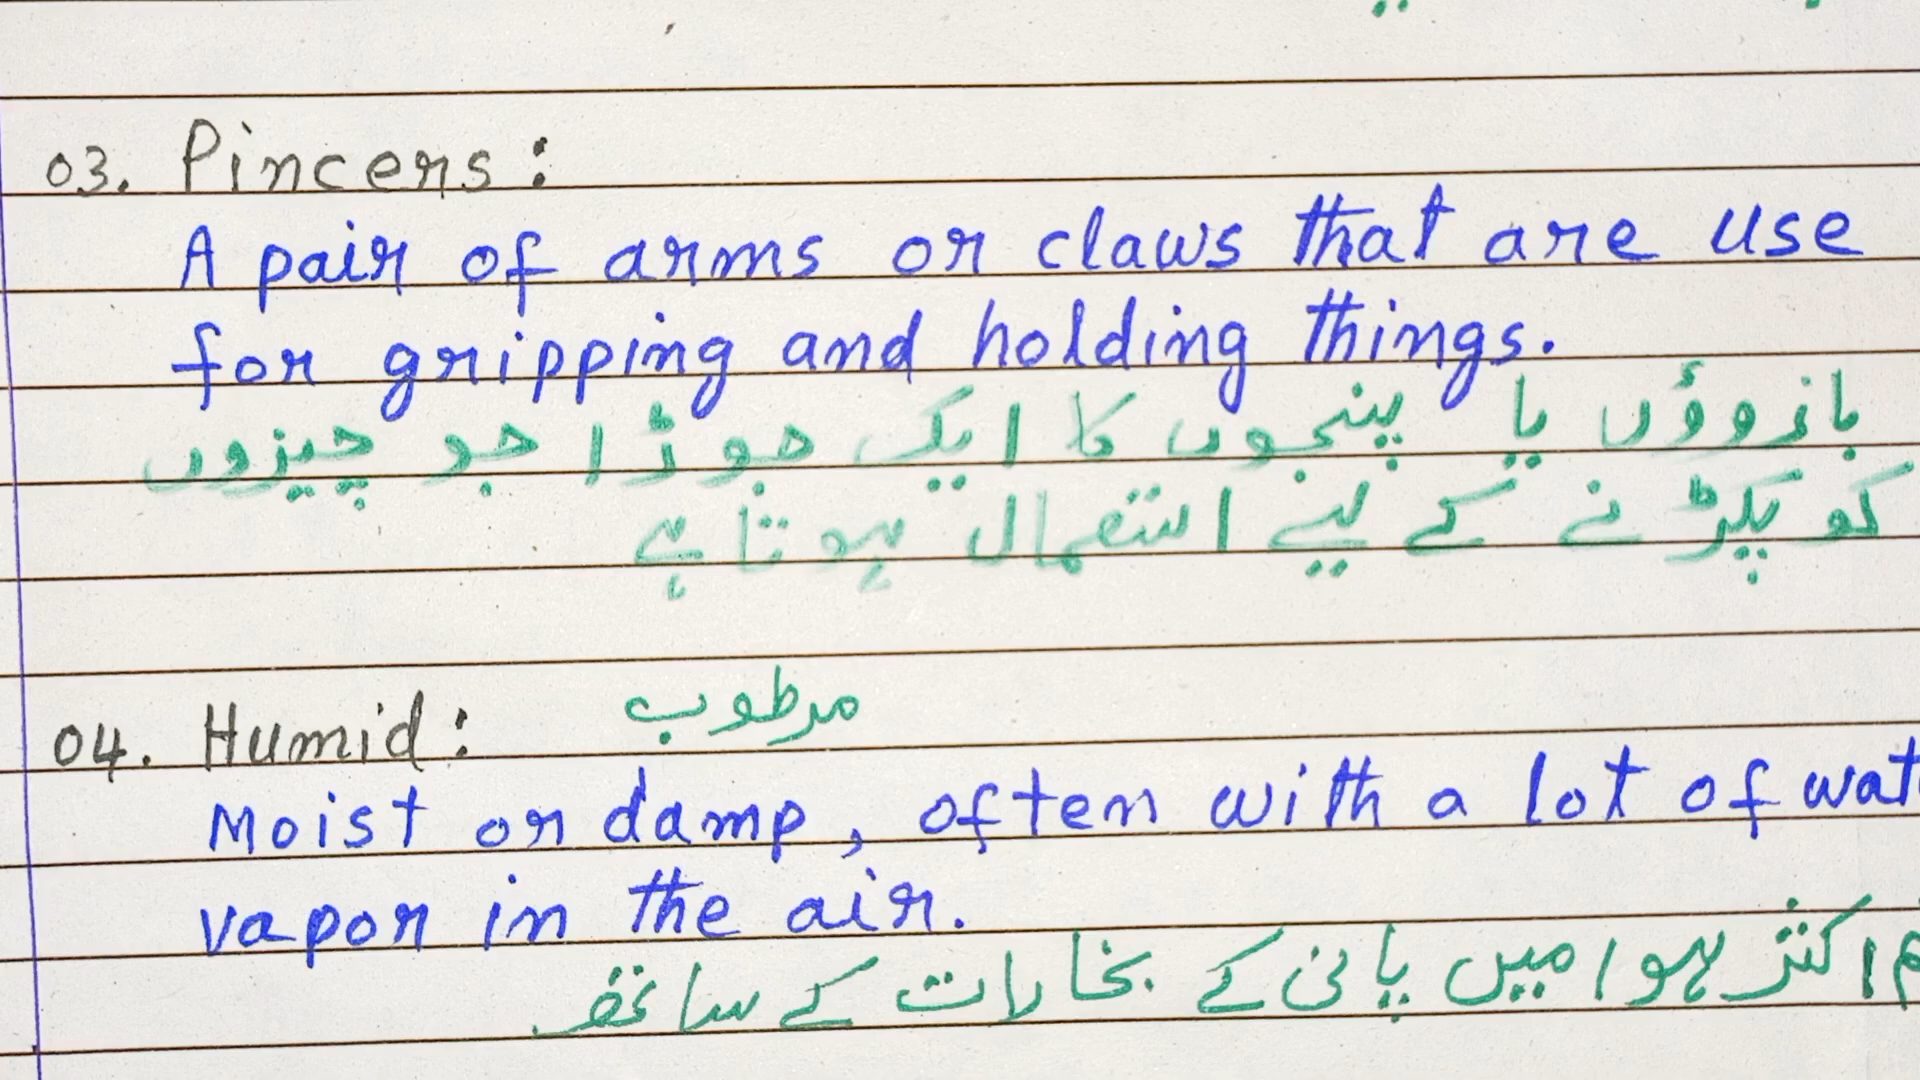 03. Pincers :
A pair of arms or claws that are use
for gripping and holding things.
بازوؤں یا پنجوں کا ایک جوڑا جو چیزوں
کو پکڑنے کے لیے استعمال ہوتا ہے
04. Humid : مرطوب
Moist or damp, often with a lot of
vapor in the air.
اکثر ہوا میں پانی کے بخارات کے ساتھ